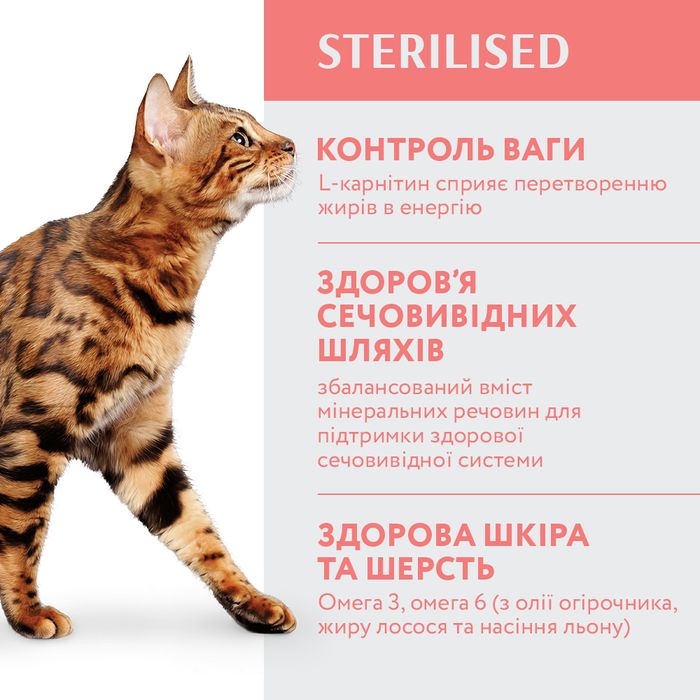 STERILISED
КОНТРОЛЬ ВАГИ
L-карнітин сприяє перетворенню
жирів в енергію
ЗДОРОВ'Я
СЕЧОВИВІДНИХ
ШЛЯХІВ
збалансований вміст
мінеральних речовин для
підтримки здорової
сечовивідної системи
ЗДОРОВА ШКІРА
ТА ШЕРСТЬ
Омега 3, омега 6 (з олії огірочника,
жиру лосося та насіння льону)